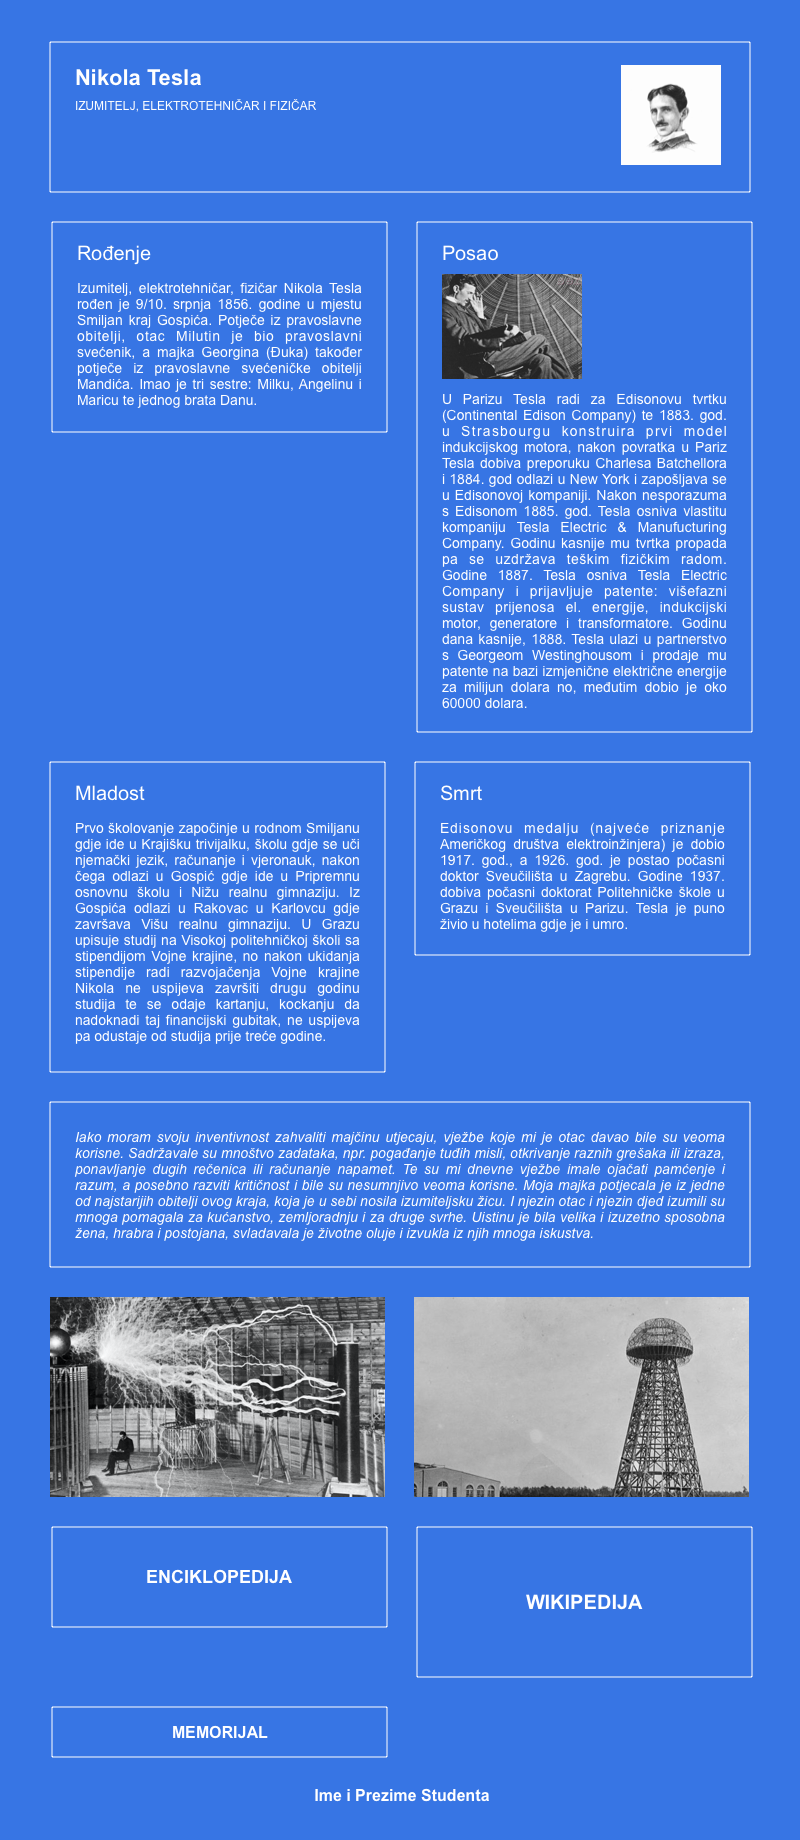 Nikola Tesla
IZUMITELJ, ELEKTROTEHNIČAR I FIZIČAR
Rođenje
Izumitelj, elektrotehničar, fizičar Nikola Tesla
rođen je 9/10. srpnja 1856. godine u mjestu
Smiljan kraj Gospića. Potječe iz pravoslavne
obitelji, otac Milutin je bio pravoslavni
svećenik, a majka Georgina (Đuka) također
potječe iz pravoslavne svećeničke obitelji
Mandića. Imao je tri sestre: Milku, Angelinu i
Maricu te jednog brata Danu.
Posao
U Parizu Tesla radi za Edisonovu tvrtku
(Continental Edison Company) te 1883. god.
u Strasbourgu konstruira prvi model
indukcijskog motora, nakon povratka u Pariz
Tesla dobiva preporuku Charlesa Batchellora
i 1884. god odlazi u New York i zapošljava se
u Edisonovoj kompaniji. Nakon nesporazuma
s Edisonom 1885. god. Tesla osniva vlastitu
kompaniju Tesla Electric & Manufucturing
Company. Godinu kasnije mu tvrtka propada
pa se uzdržava teškim fizičkim radom.
Godine 1887. Tesla osniva Tesla Electric
Company i prijavljuje patente: višefazni
sustav prijenosa el. energije, indukcijski
motor, generatore i transformatore. Godinu
dana kasnije, 1888. Tesla ulazi u partnerstvo
s Georgeom Westinghousom i prodaje mu
patente na bazi izmjenične električne energije
za milijun dolara no, međutim dobio je oko
60000 dolara.
Mladost
Prvo školovanje započinje u rodnom Smiljanu
gdje ide u Krajišku trivijalku, školu gdje se uči
njemački jezik, računanje i vjeronauk, nakon
čega odlazi u Gospić gdje ide u Pripremnu
osnovnu školu i Nižu realnu gimnaziju. Iz
Gospića odlazi u Rakovac u Karlovcu gdje
završava Višu realnu gimnaziju. U Grazu
upisuje studij na Visokoj politehničkoj školi sa
stipendijom Vojne krajine, no nakon ukidanja
stipendije radi razvojačenja Vojne krajine
Nikola ne uspijeva završiti drugu godinu
studija te se odaje kartanju, kockanju da
nadoknadi taj financijski gubitak, ne uspijeva
pa odustaje od studija prije treće godine.
Smrt
Edisonovu medalju (najveće priznanje
Američkog društva elektroinžinjera) je dobio
1917. god., a 1926. god. je postao počasni
doktor Sveučilišta u Zagrebu. Godine 1937.
dobiva počasni doktorat Politehničke škole u
Grazu i Sveučilišta u Parizu. Tesla je puno
živio u hotelima gdje je i umro.
Iako moram svoju inventivnost zahvaliti majčinu utjecaju, vježbe koje mi je otac davao bile su veoma
korisne. Sadržavale su mnoštvo zadataka, npr. pogađanje tuđih misli, otkrivanje raznih grešaka ili izraza,
ponavljanje dugih rečenica ili računanje napamet. Te su mi dnevne vježbe imale ojačati pamćenje i
razum, a posebno razviti kritičnost i bile su nesumnjivo veoma korisne. Moja majka potjecala je iz jedne
od najstarijih obitelji ovog kraja, koja je u sebi nosila izumiteljsku žicu. I njezin otac i njezin djed izumili su
mnoga pomagala za kućanstvo, zemljoradnju i za druge svrhe. Uistinu je bila velika i izuzetno sposobna
žena, hrabra i postojana, svladavala je životne oluje i izvukla iz njih mnoga iskustva.
ENCIKLOPEDIJA
WIKIPEDIJA
MEMORIJAL
Ime i Prezime Studenta